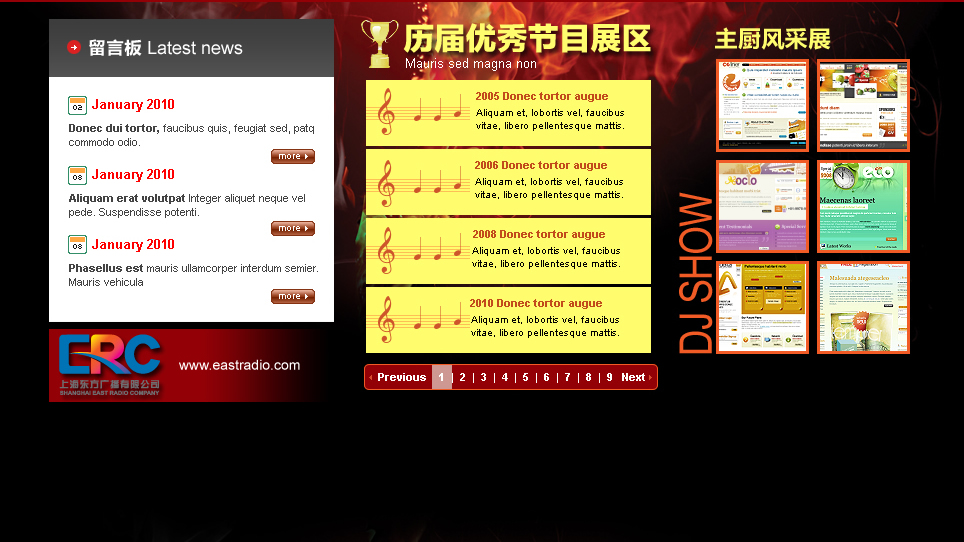 留言板 Latest news
02
January 2010
Donec dui tortor, faucibus quis, feugiat sed, patq
commodo odio.
more
08
January 2010
Aliquam erat volutpat Integer aliquet neque vel
pede. Suspendisse potenti.
more
08
January 2010
Phasellus est mauris ullamcorper interdum semier.
Mauris vehicula
more
ERC
上海东方广播有限公司
SHANGHAI EAST RADIO COMPANY
www.eastradio.com
历届优秀节目展区
Mauris sed magna non
2005 Donec tortor augue
Aliquam et, lobortis vel, faucibus
vitae, libero pellentesque mattis.
2006 Donec tortor augue
Aliquam et, lobortis vel, faucibus
vitae, libero pellentesque mattis.
2008 Donec tortor augue
Aliquam et, lobortis vel, faucibus
vitae, libero pellentesque mattis.
2010 Donec tortor augue
Aliquam et, lobortis vel, faucibus
vitae, libero pellentesque mattis.
Previous 1 | 2 | 3 | 4 | 5 | 6 | 7 | 8 | 9 Next
主厨风采展
DJ SHOW
OCIO
eco
Maecenas laoreet
Latest Works